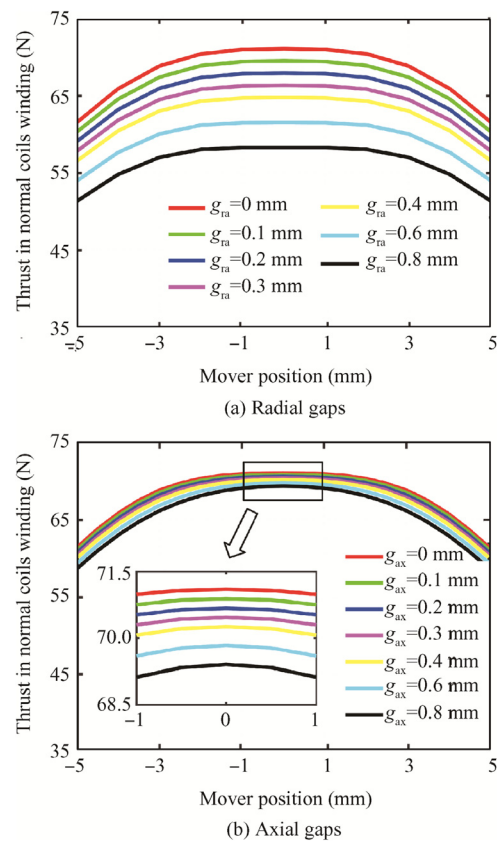 75
65
55
45
35
Thrust in normal coils winding (N)
g_ra=0 mm
g_ra=0.1 mm
g_ra=0.2 mm
g_ra=0.3 mm
g_ra=0.4 mm
g_ra=0.6 mm
g_ra=0.8 mm
−5 −3 −1 1 3 5
Mover position (mm)
(a) Radial gaps
75
65
55
45
35
Thrust in normal coils winding (N)
71.5
70.0
68.5
−1 0 1
g_ax=0 mm
g_ax=0.1 mm
g_ax=0.2 mm
g_ax=0.3 mm
g_ax=0.4 mm
g_ax=0.6 mm
g_ax=0.8 mm
−5 −3 −1 1 3 5
Mover position (mm)
(b) Axial gaps